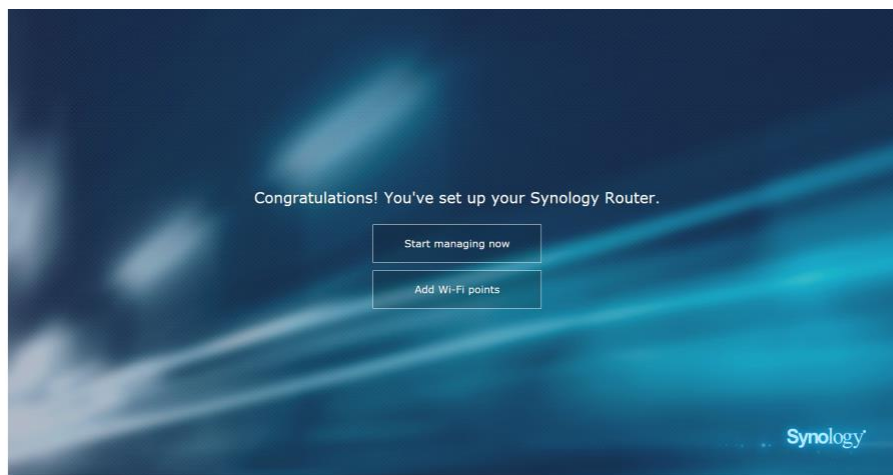 Congratulations! You've set up your Synology Router.
Start managing now
Add Wi-Fi points
Synology